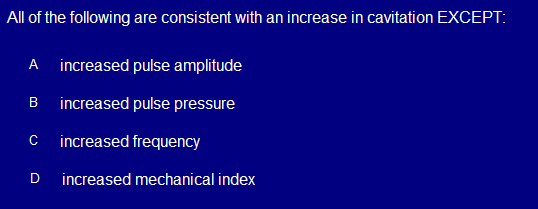 All of the following are consistent with an increase in cavitation EXCEPT:
A increased pulse amplitude
B increased pulse pressure
C increased frequency
D increased mechanical index